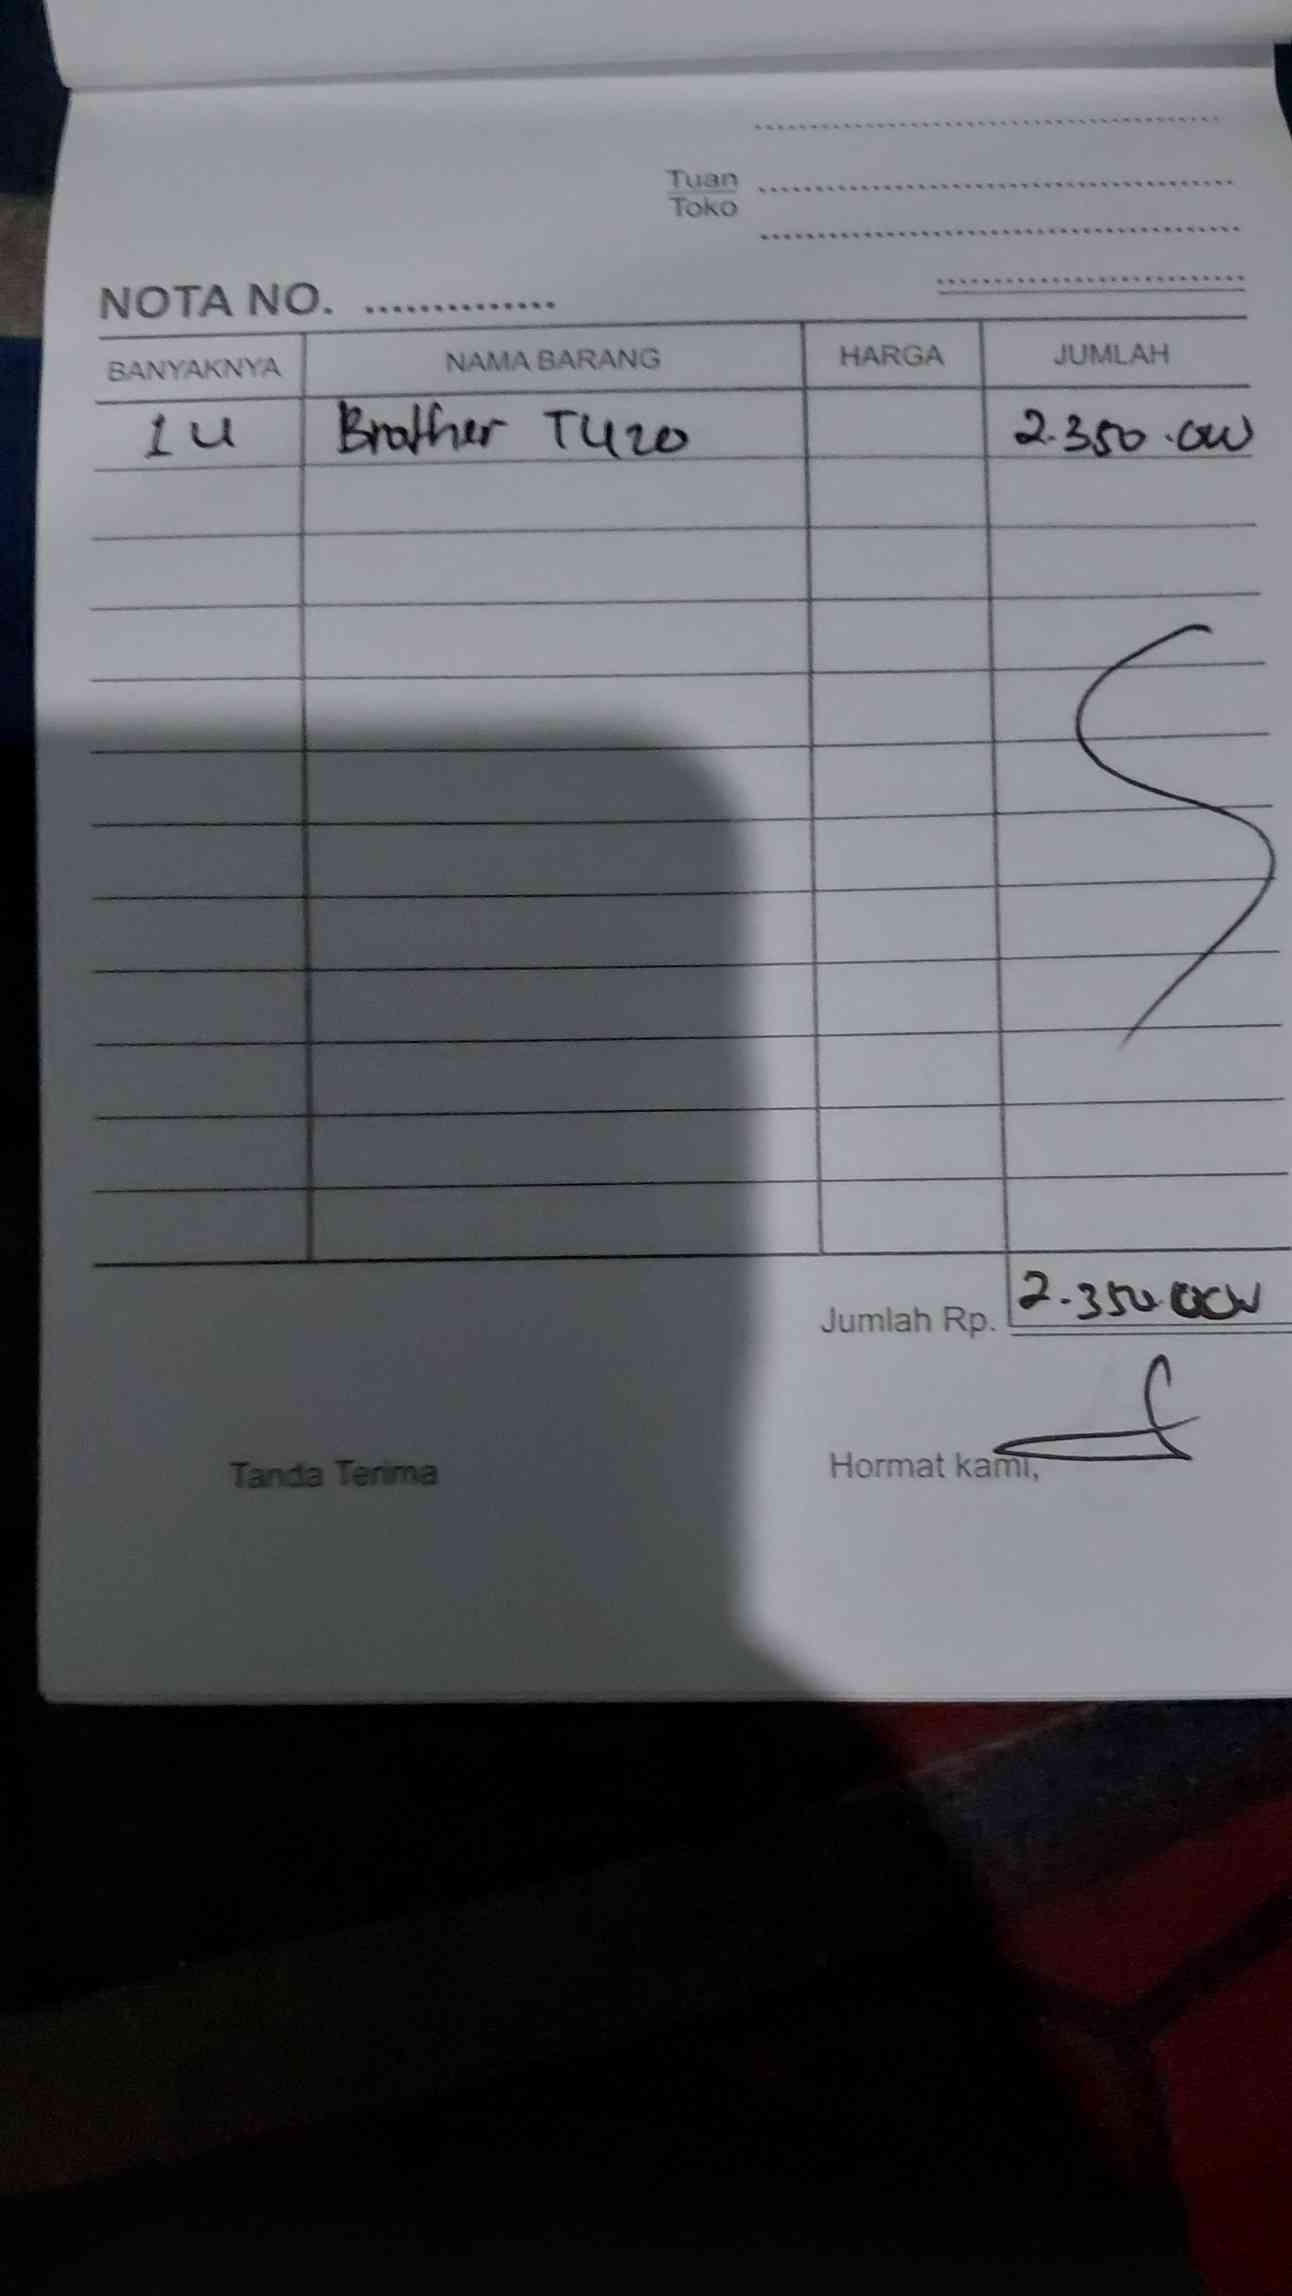 Tuan
Toko
NOTA NO. ..............
BANYAKNYA NAMA BARANG HARGA JUMLAH
1 U Brother T420 2.350.000
Jumlah Rp. 2.350.000
Tanda Terima Hormat kami,